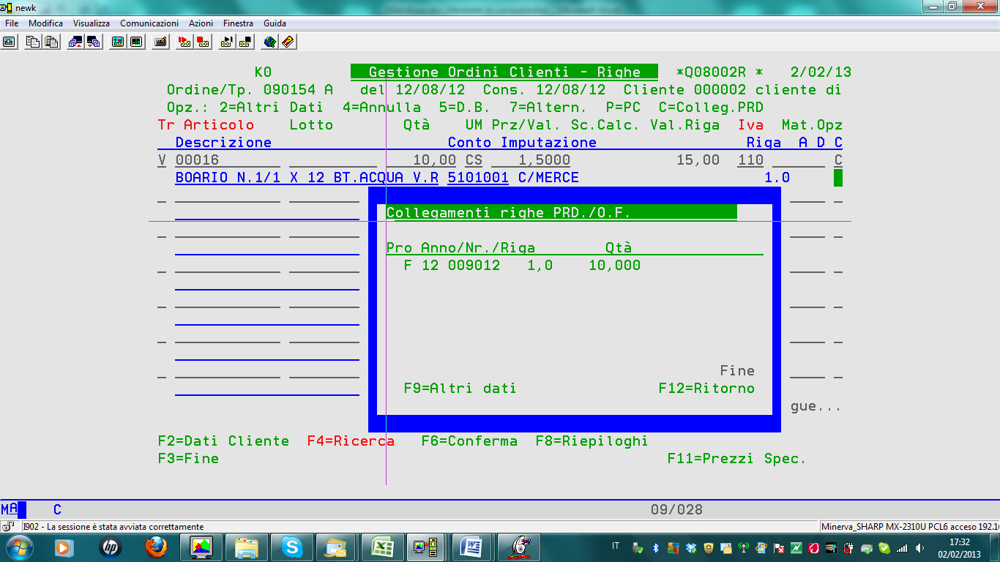 newk
File Modifica Visualizza Comunicazioni Azioni Finestra Guida
K0 Gestione Ordini Clienti - Righe *Q08002R * 2/02/13
Ordine/Tp. 090154 A del 12/08/12 Cons. 12/08/12 Cliente 000002 cliente di
Opz.: 2=Altri Dati 4=Annulla 5=D.B. 7=Altern. P=PC C=Colleg.PRD
Tr Articolo Lotto Qtà UM Prz/Val. Sc.Calc. Val.Riga Iva Mat.Opz
Descrizione Conto Imputazione Riga A D C
V 00016 10,00 CS 1,5000 15,00 110 C
BOARIO N.1/1 X 12 BT.ACQUA V.R 5101001 C/MERCE 1.0
Collegamenti righe PRD./O.F.
Pro Anno/Nr./Riga Qtà
F 12 009012 1,0 10,000
Fine
F9=Altri dati F12=Ritorno
gue...
F2=Dati Cliente F4=Ricerca F6=Conferma F8=Riepiloghi
F3=Fine F11=Prezzi Spec.
MA C 09/028
I902 - La sessione è stata avviata correttamente Minerva_SHARP MX-2310U PCL6 acceso 192.16
IT 17:32
02/02/2013